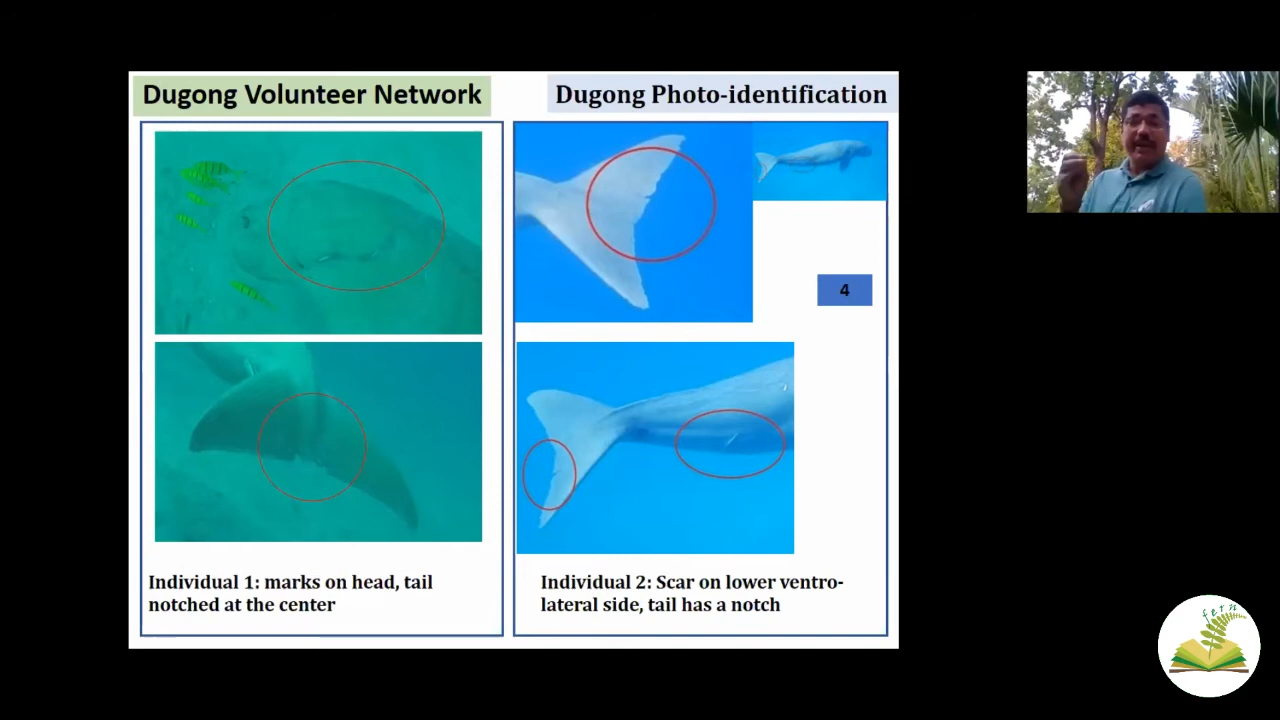 Dugong Volunteer Network
Dugong Photo-identification
4
Individual 1: marks on head, tail
notched at the center
Individual 2: Scar on lower ventro-
lateral side, tail has a notch
fern